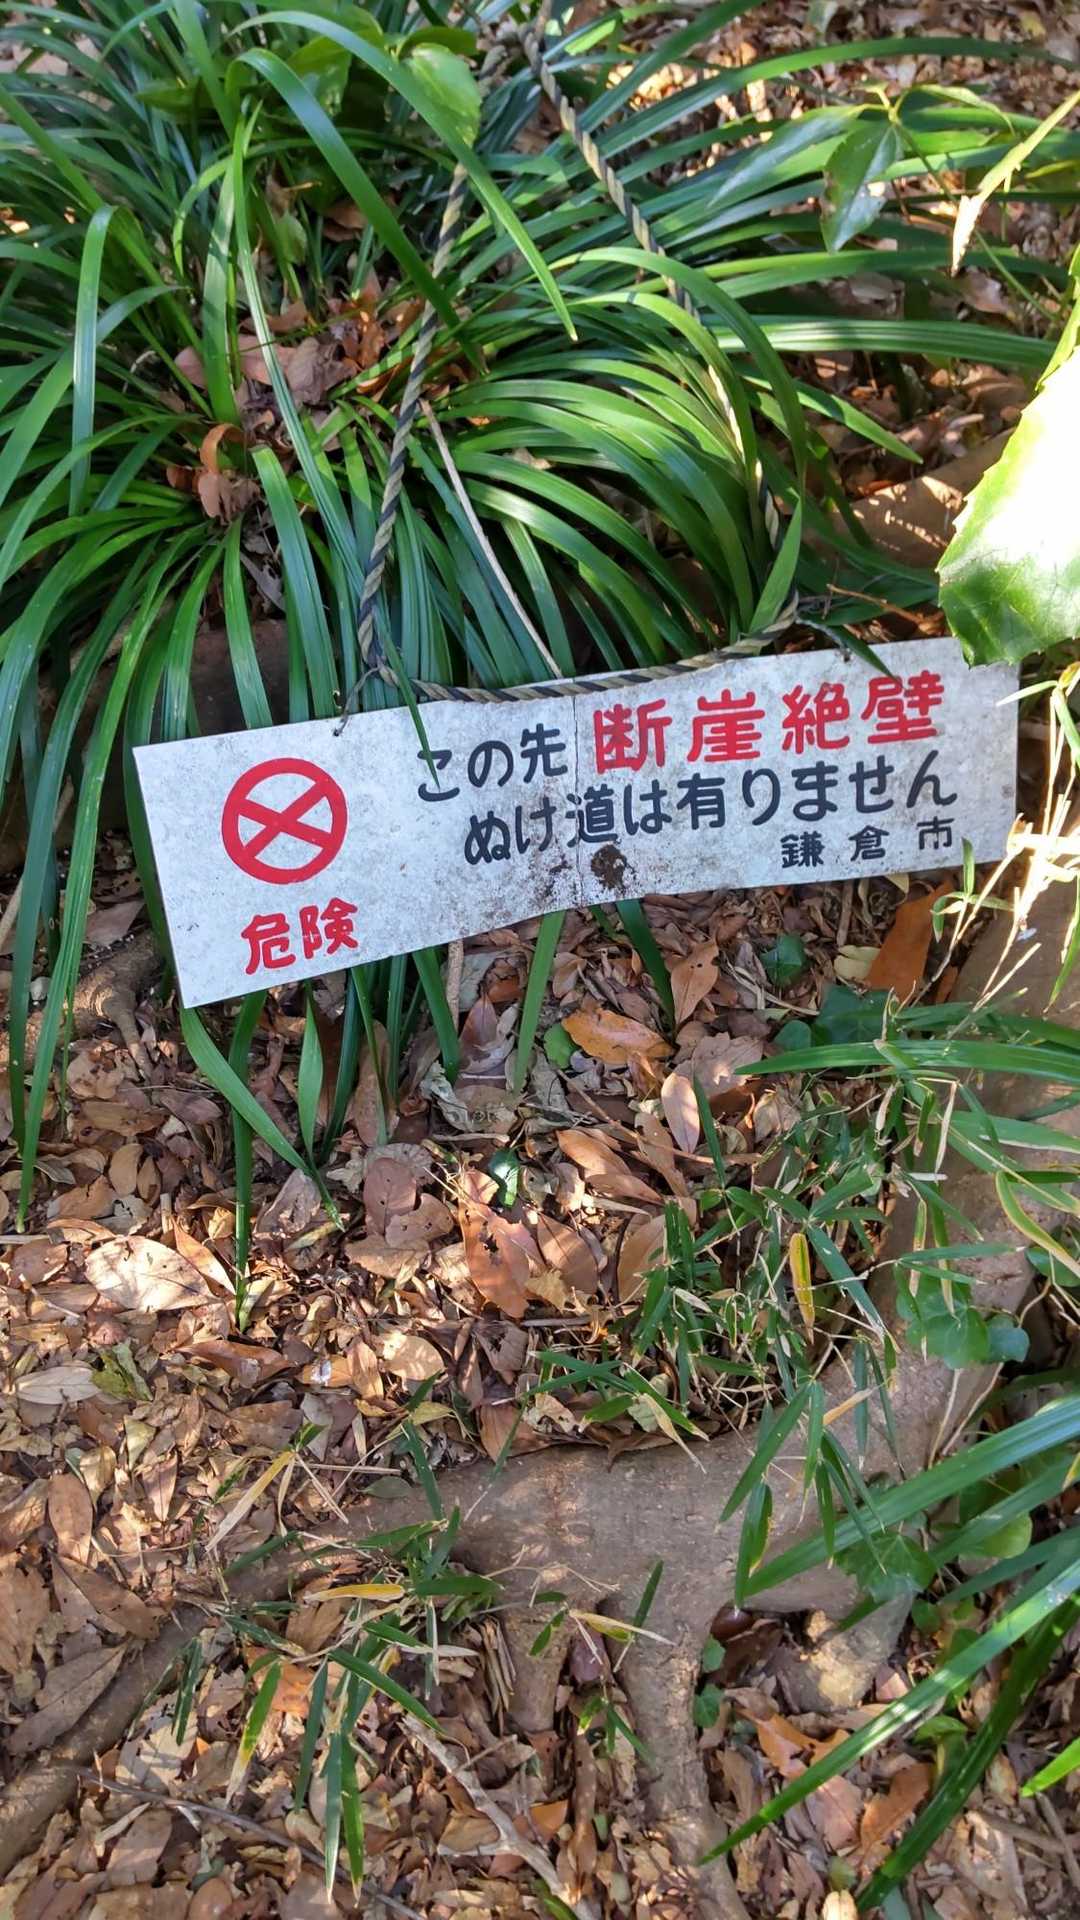 この先 断崖絶壁
ぬけ道は有りません
鎌倉市
危険